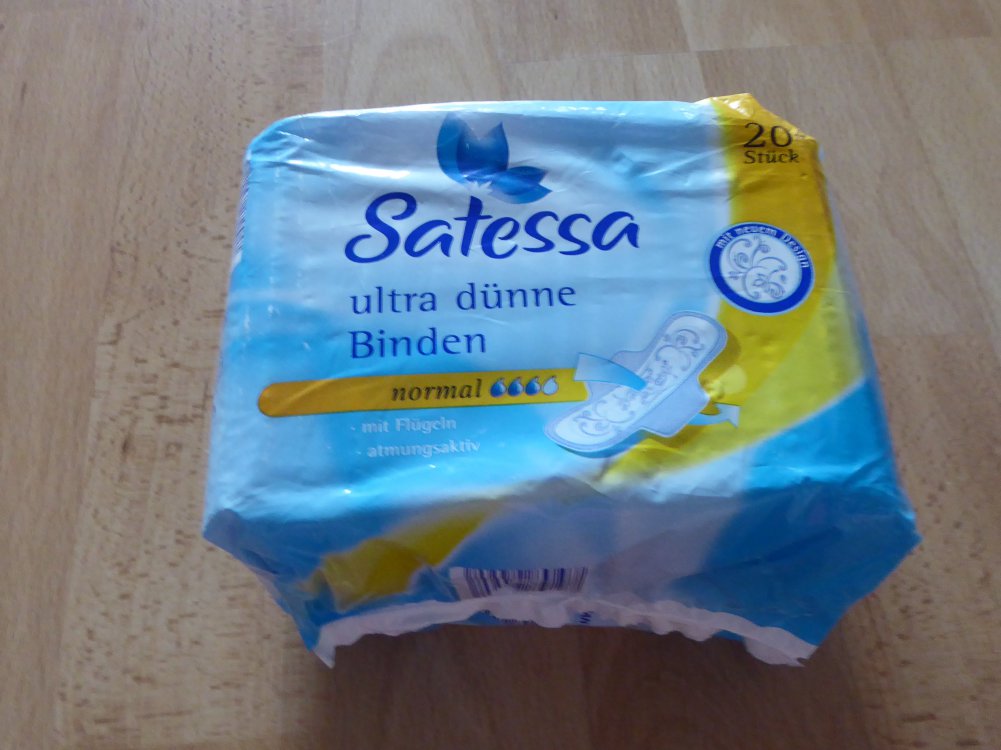 20
Stück
Satessa
mit neuem Design
ultra dünne
Binden
normal
- mit Flügeln
- atmungsaktiv